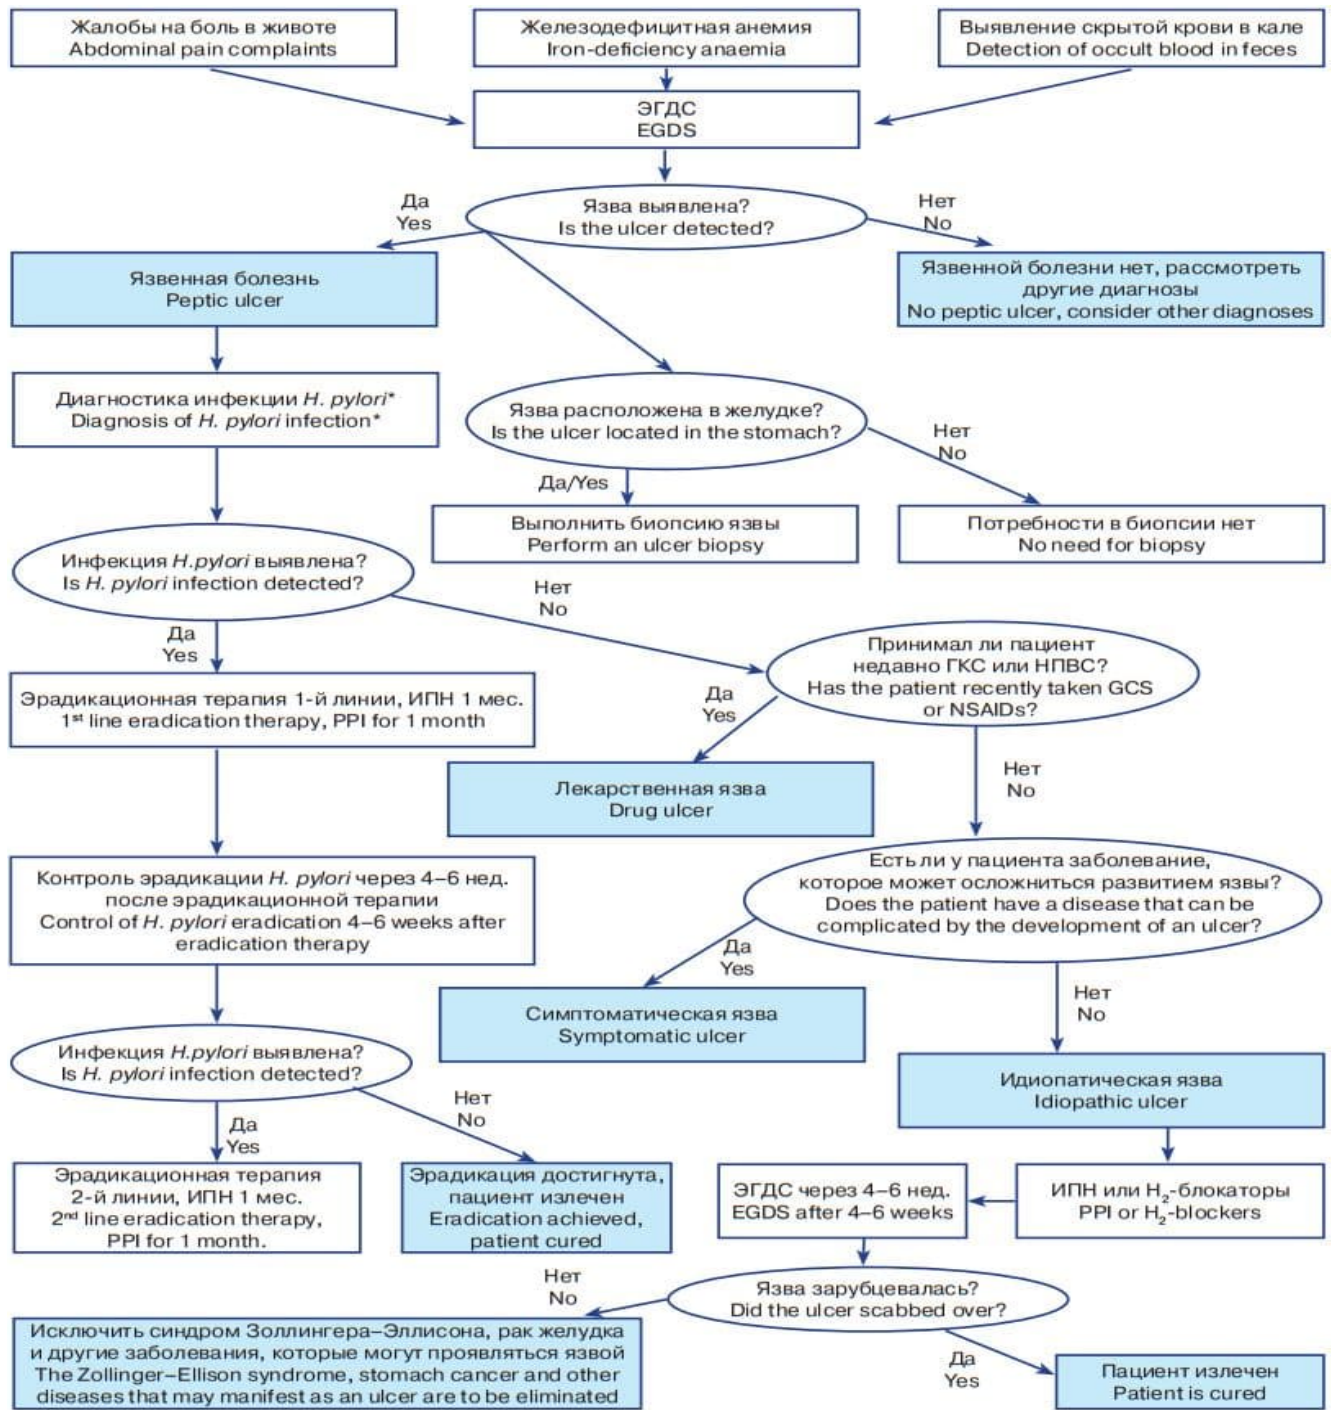 Жалобы на боль в животе
Abdominal pain complaints
Железодефицитная анемия
Iron-deficiency anaemia
Выявление скрытой крови в кале
Detection of occult blood in feces
ЭГДС
EGDS
Да
Yes
Язва выявлена?
Is the ulcer detected?
Нет
No
Язвенная болезнь
Peptic ulcer
Язвенной болезни нет, рассмотреть
другие диагнозы
No peptic ulcer, consider other diagnoses
Диагностика инфекции H. pylori*
Diagnosis of H. pylori infection*
Язва расположена в желудке?
Is the ulcer located in the stomach?
Нет
No
Да/Yes
Выполнить биопсию язвы
Perform an ulcer biopsy
Потребности в биопсии нет
No need for biopsy
Инфекция H.pylori выявлена?
Is H. pylori infection detected?
Нет
No
Да
Yes
Принимал ли пациент
недавно ГКС или НПВС?
Has the patient recently taken GCS
or NSAIDs?
Эрадикационная терапия 1-й линии, ИПН 1 мес.
1st line eradication therapy, PPI for 1 month
Да
Yes
Лекарственная язва
Drug ulcer
Нет
No
Контроль эрадикации H. pylori через 4–6 нед.
после эрадикационной терапии
Control of H. pylori eradication 4–6 weeks after
eradication therapy
Есть ли у пациента заболевание,
которое может осложниться развитием язвы?
Does the patient have a disease that can be
complicated by the development of an ulcer?
Да
Yes
Симптоматическая язва
Symptomatic ulcer
Нет
No
Инфекция H.pylori выявлена?
Is H. pylori infection detected?
Идиопатическая язва
Idiopathic ulcer
Да
Yes
Нет
No
Эрадикационная терапия
2-й линии, ИПН 1 мес.
2nd line eradication therapy,
PPI for 1 month.
Эрадикация достигнута,
пациент излечен
Eradication achieved,
patient cured
ЭГДС через 4–6 нед.
EGDS after 4–6 weeks
ИПН или H2-блокаторы
PPI or H2-blockers
Нет
No
Язва зарубцевалась?
Did the ulcer scabbed over?
Исключить синдром Золлингера–Эллисона, рак желудка
и другие заболевания, которые могут проявляться язвой
The Zollinger–Ellison syndrome, stomach cancer and other
diseases that may manifest as an ulcer are to be eliminated
Да
Yes
Пациент излечен
Patient is cured